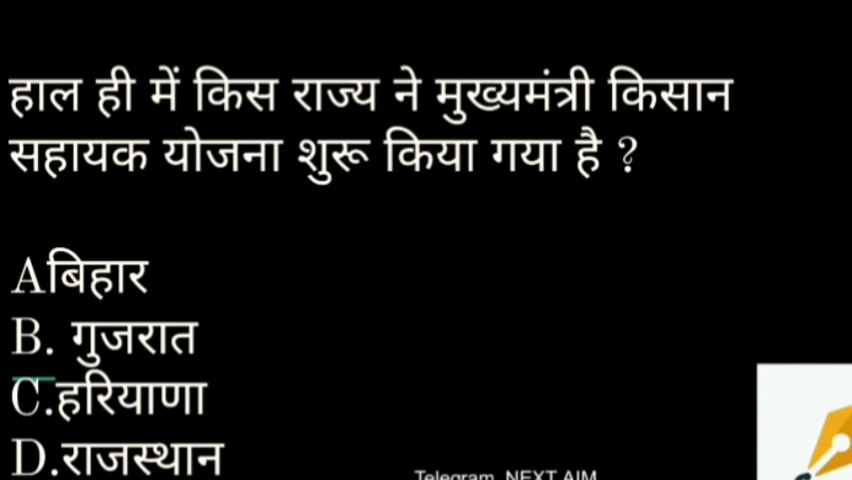 हाल ही में किस राज्य ने मुख्यमंत्री किसान
सहायक योजना शुरू किया गया है ?
Aबिहार
B. गुजरात
C.हरियाणा
D.राजस्थान
Telegram NEXT AIM